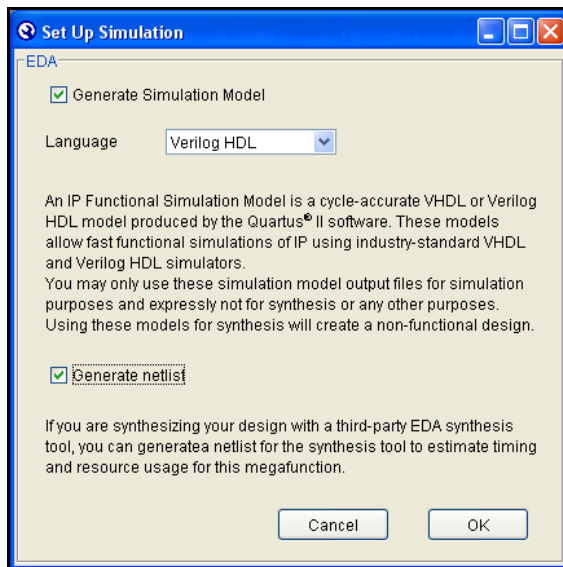 Set Up Simulation
EDA
Generate Simulation Model
Language Verilog HDL
An IP Functional Simulation Model is a cycle-accurate VHDL or Verilog
HDL model produced by the Quartus® II software. These models
allow fast functional simulations of IP using industry-standard VHDL
and Verilog HDL simulators.
You may only use these simulation model output files for simulation
purposes and expressly not for synthesis or any other purposes.
Using these models for synthesis will create a non-functional design.
Generate netlist
If you are synthesizing your design with a third-party EDA synthesis
tool, you can generatea netlist for the synthesis tool to estimate timing
and resource usage for this megafunction.
Cancel OK